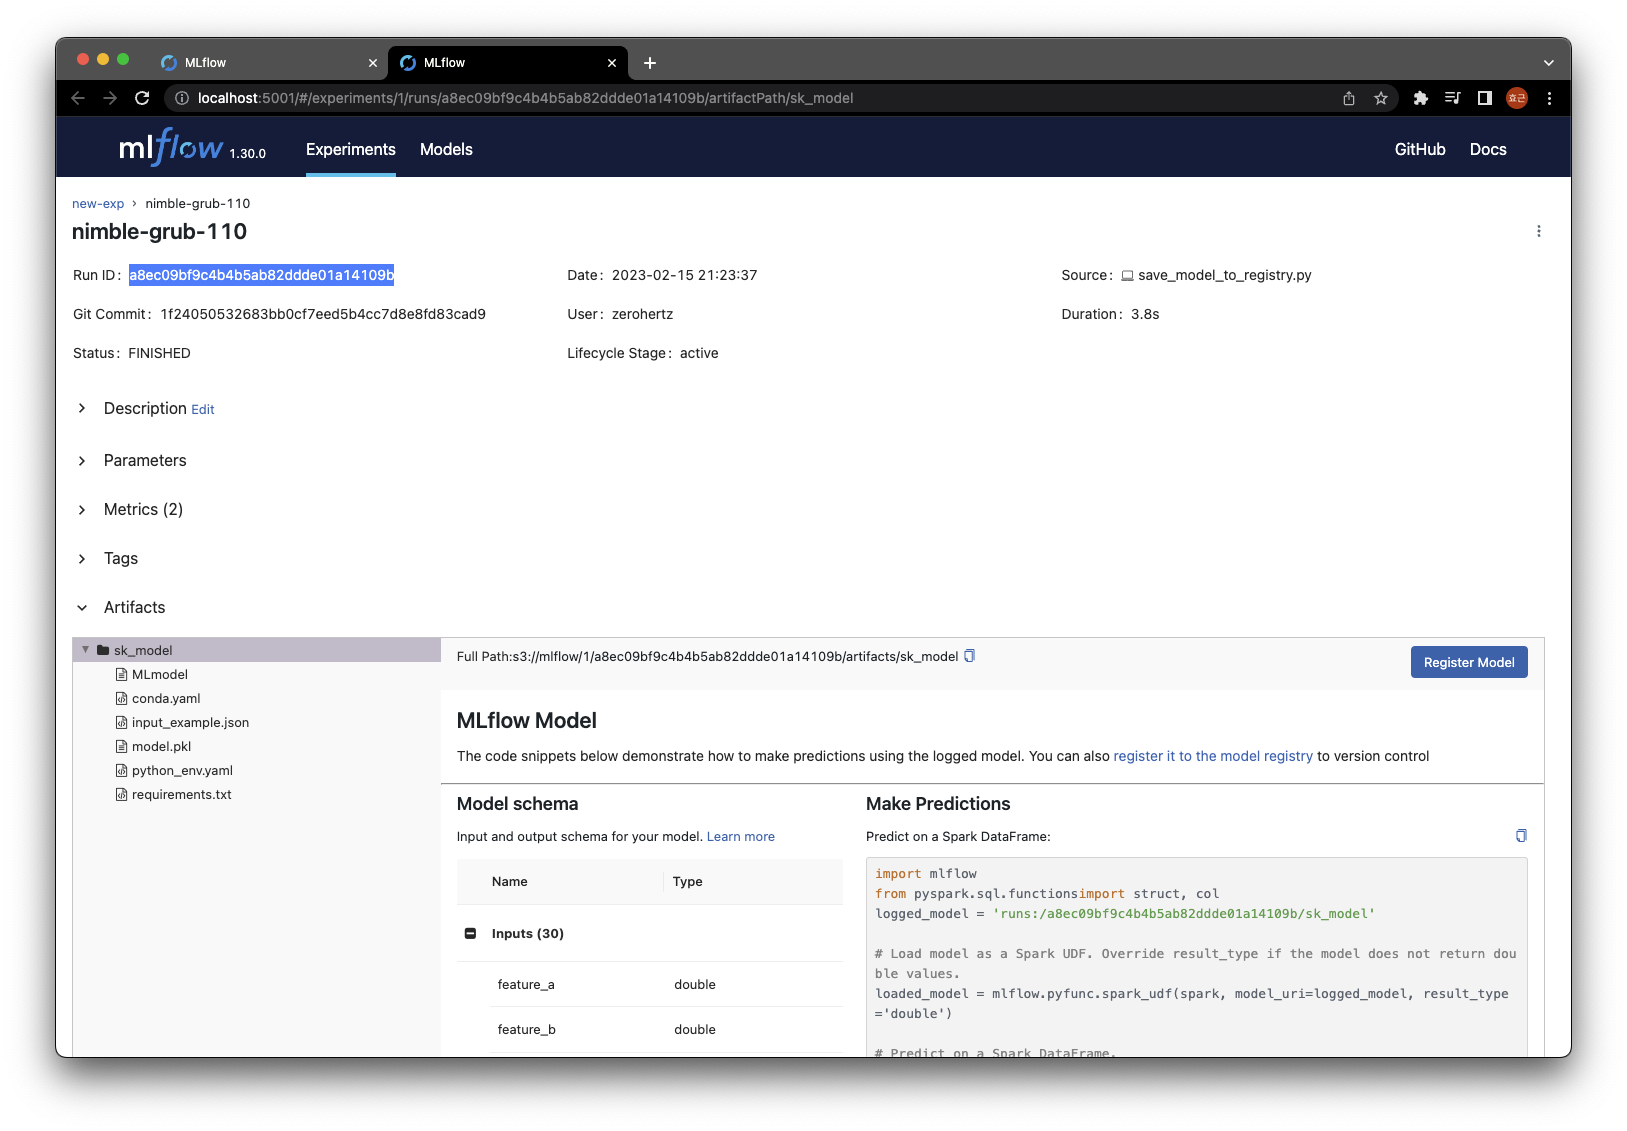 MLflow
MLflow
localhost:5001/#/experiments/1/runs/a8ec09bf9c4b4b5ab82ddde01a14109b/artifactPath/sk_model
효근
mlflow 1.30.0 Experiments Models GitHub Docs
new-exp › nimble-grub-110
nimble-grub-110
Run ID: a8ec09bf9c4b4b5ab82ddde01a14109b Date: 2023-02-15 21:23:37 Source: save_model_to_registry.py
Git Commit: 1f24050532683bb0cf7eed5b4cc7d8e8fd83cad9 User: zerohertz Duration: 3.8s
Status: FINISHED Lifecycle Stage: active
Description Edit
Parameters
Metrics (2)
Tags
Artifacts
sk_model
MLmodel
conda.yaml
input_example.json
model.pkl
python_env.yaml
requirements.txt
Full Path:s3://mlflow/1/a8ec09bf9c4b4b5ab82ddde01a14109b/artifacts/sk_model
Register Model
MLflow Model
The code snippets below demonstrate how to make predictions using the logged model. You can also register it to the model registry to version control
Model schema
Input and output schema for your model. Learn more
Name Type
Inputs (30)
feature_a double
feature_b double
Make Predictions
Predict on a Spark DataFrame:
import mlflow
from pyspark.sql.functionsimport struct, col
logged_model = 'runs:/a8ec09bf9c4b4b5ab82ddde01a14109b/sk_model'
# Load model as a Spark UDF. Override result_type if the model does not return dou
ble values.
loaded_model = mlflow.pyfunc.spark_udf(spark, model_uri=logged_model, result_type
='double')
# Predict on a Spark DataFrame.